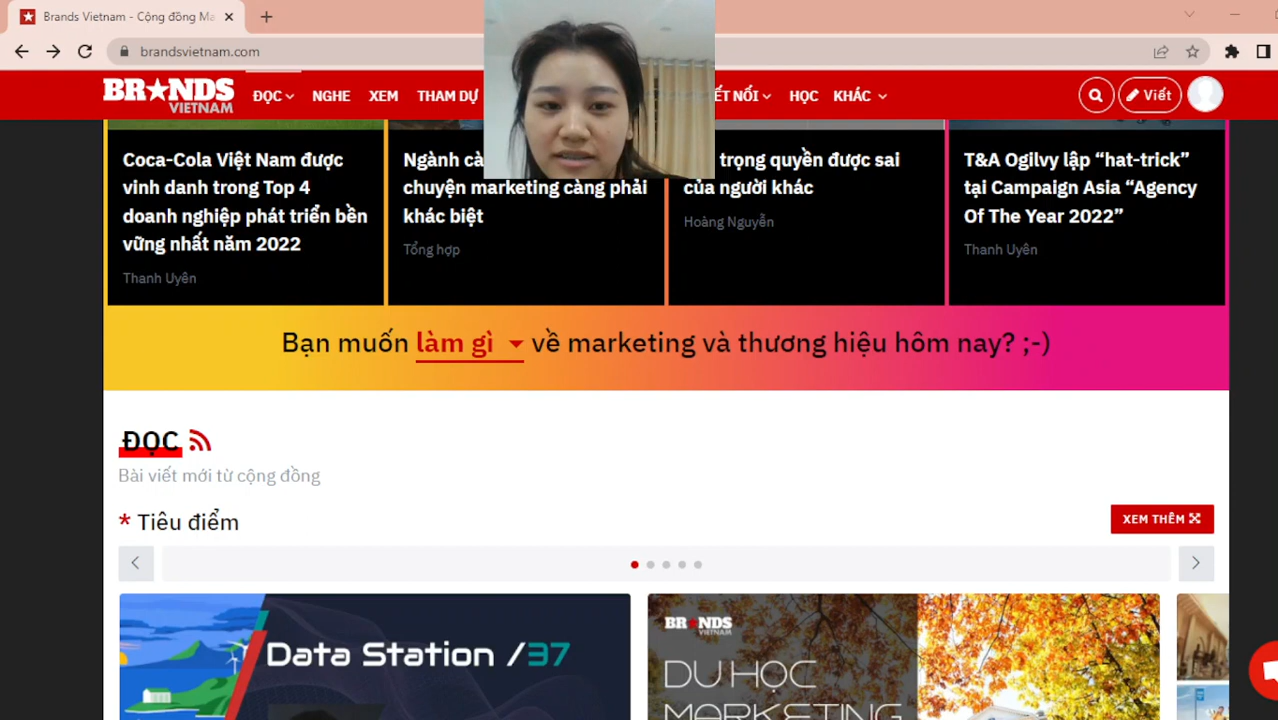 Brands Vietnam - Cộng đồng Ma
brandsvietnam.com
BR★NDS
VIETNAM
ĐỌC NGHE XEM THAM DỰ ẾT NỐI HỌC KHÁC
Viết
Coca-Cola Việt Nam được
vinh danh trong Top 4
doanh nghiệp phát triển bền
vững nhất năm 2022
Thanh Uyên
Ngành cà
chuyện marketing càng phải
khác biệt
Tổng hợp
trọng quyền được sai
của người khác
Hoàng Nguyễn
T&A Ogilvy lập “hat-trick”
tại Campaign Asia “Agency
Of The Year 2022”
Thanh Uyên
Bạn muốn làm gì về marketing và thương hiệu hôm nay? ;-)
ĐỌC
Bài viết mới từ cộng đồng
* Tiêu điểm
XEM THÊM
Data Station /37
BR★NDS
VIETNAM
DU HỌC
MARKETING